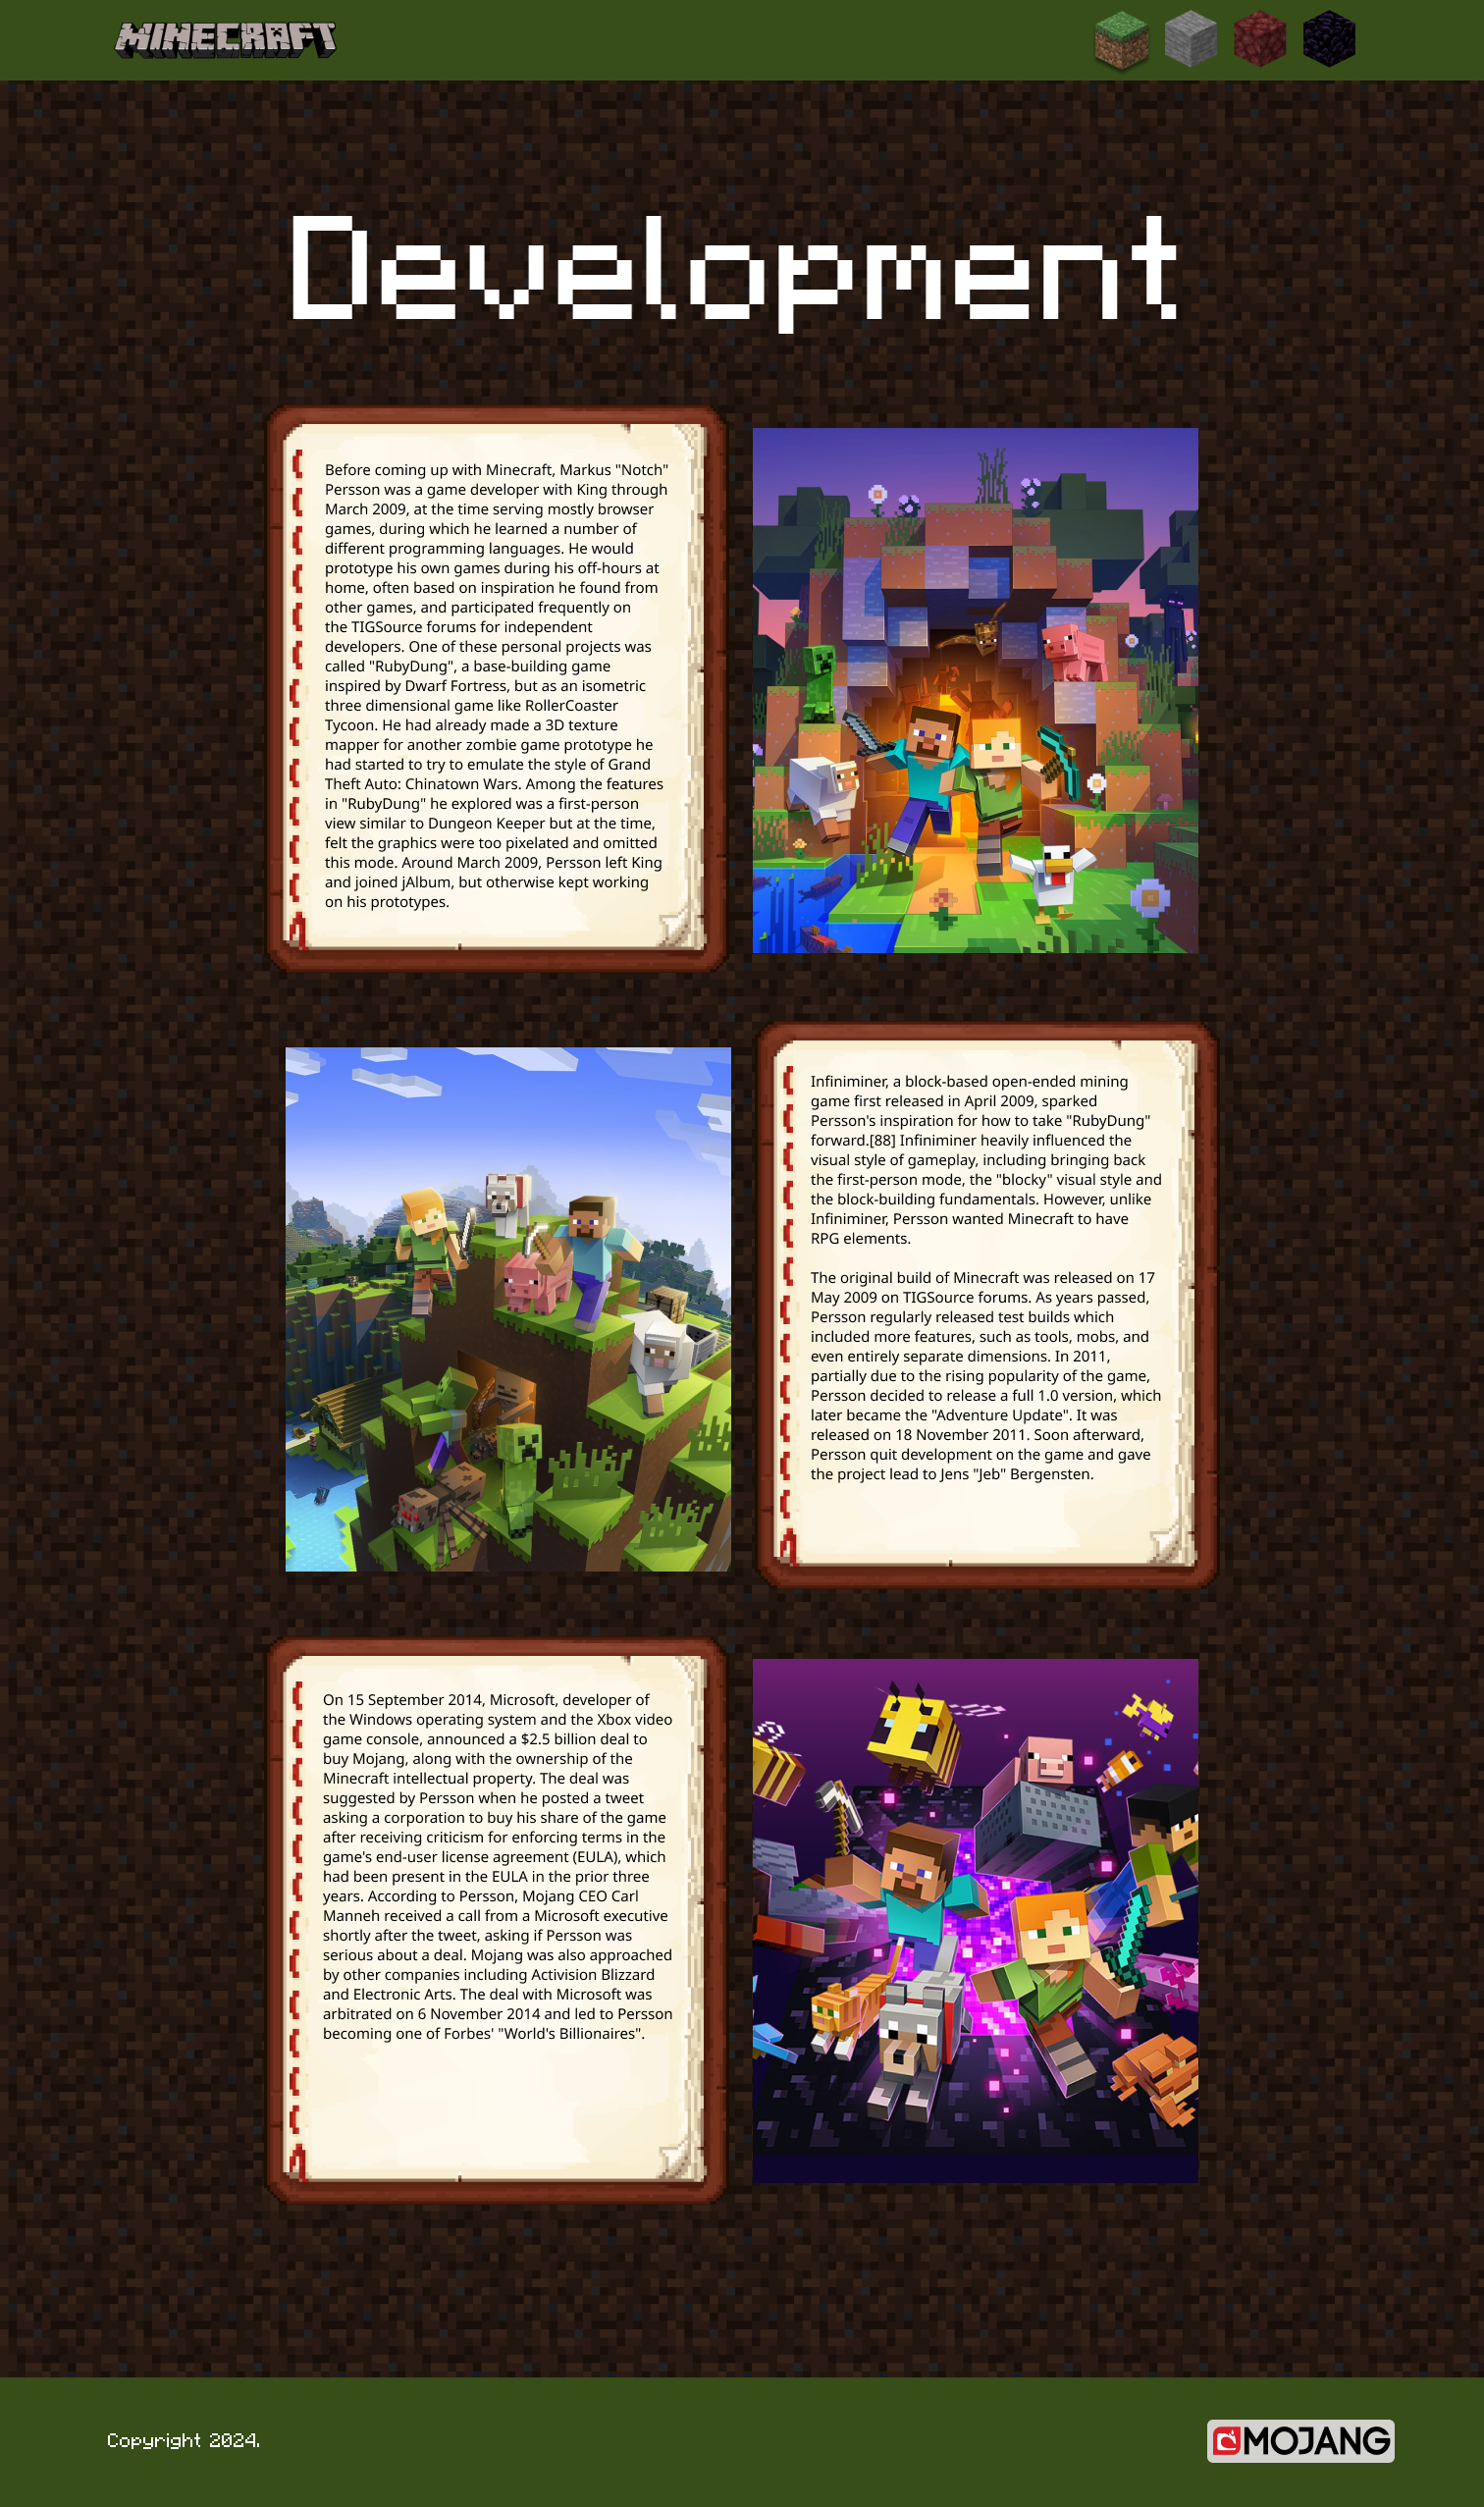 MINECRAFT
Development
Before coming up with Minecraft, Markus "Notch"
Persson was a game developer with King through
March 2009, at the time serving mostly browser
games, during which he learned a number of
different programming languages. He would
prototype his own games during his off-hours at
home, often based on inspiration he found from
other games, and participated frequently on
the TIGSource forums for independent
developers. One of these personal projects was
called "RubyDung", a base-building game
inspired by Dwarf Fortress, but as an isometric
three dimensional game like RollerCoaster
Tycoon. He had already made a 3D texture
mapper for another zombie game prototype he
had started to try to emulate the style of Grand
Theft Auto: Chinatown Wars. Among the features
in "RubyDung" he explored was a first-person
view similar to Dungeon Keeper but at the time,
felt the graphics were too pixelated and omitted
this mode. Around March 2009, Persson left King
and joined jAlbum, but otherwise kept working
on his prototypes.
Infiniminer, a block-based open-ended mining
game first released in April 2009, sparked
Persson's inspiration for how to take "RubyDung"
forward.[88] Infiniminer heavily influenced the
visual style of gameplay, including bringing back
the first-person mode, the "blocky" visual style and
the block-building fundamentals. However, unlike
Infiniminer, Persson wanted Minecraft to have
RPG elements.
The original build of Minecraft was released on 17
May 2009 on TIGSource forums. As years passed,
Persson regularly released test builds which
included more features, such as tools, mobs, and
even entirely separate dimensions. In 2011,
partially due to the rising popularity of the game,
Persson decided to release a full 1.0 version, which
later became the "Adventure Update". It was
released on 18 November 2011. Soon afterward,
Persson quit development on the game and gave
the project lead to Jens "Jeb" Bergensten.
On 15 September 2014, Microsoft, developer of
the Windows operating system and the Xbox video
game console, announced a $2.5 billion deal to
buy Mojang, along with the ownership of the
Minecraft intellectual property. The deal was
suggested by Persson when he posted a tweet
asking a corporation to buy his share of the game
after receiving criticism for enforcing terms in the
game's end-user license agreement (EULA), which
had been present in the EULA in the prior three
years. According to Persson, Mojang CEO Carl
Manneh received a call from a Microsoft executive
shortly after the tweet, asking if Persson was
serious about a deal. Mojang was also approached
by other companies including Activision Blizzard
and Electronic Arts. The deal with Microsoft was
arbitrated on 6 November 2014 and led to Persson
becoming one of Forbes' "World's Billionaires".
Copyright 2024.
MOJANG